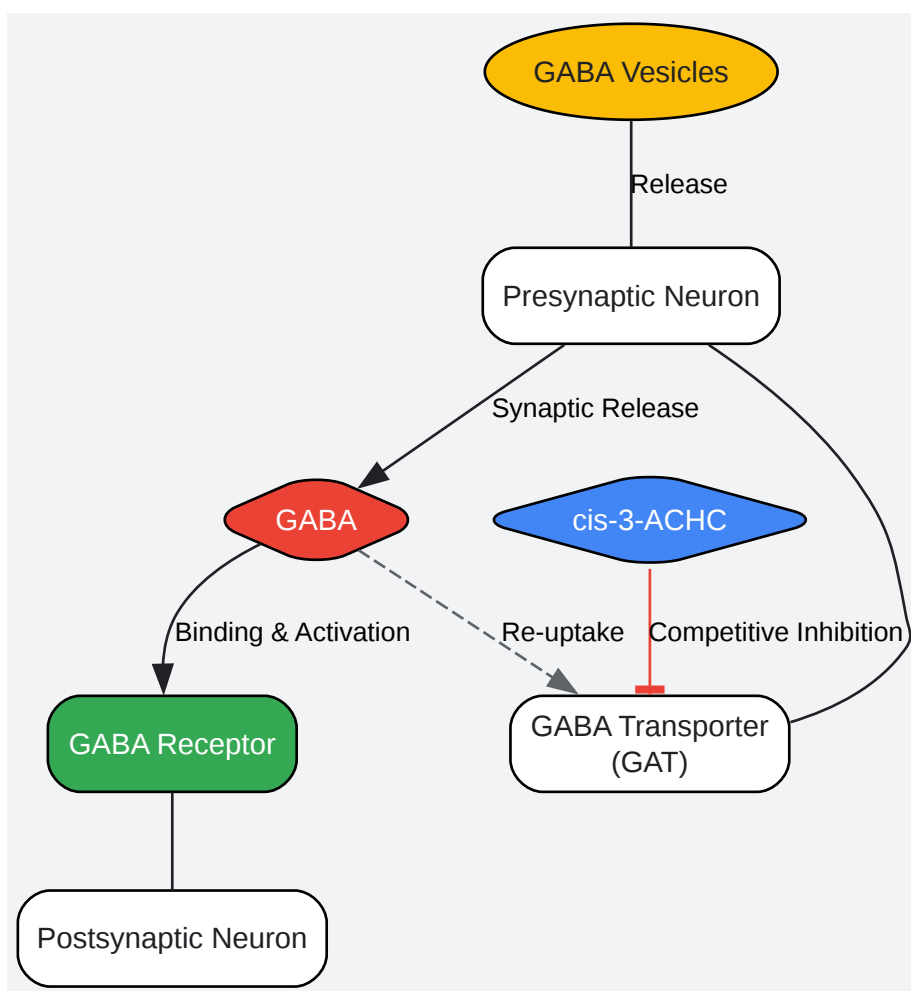 GABA Vesicles
Release
Presynaptic Neuron
Synaptic Release
GABA
cis-3-ACHC
Binding & Activation
Re-uptake
Competitive Inhibition
GABA Receptor
GABA Transporter
(GAT)
Postsynaptic Neuron